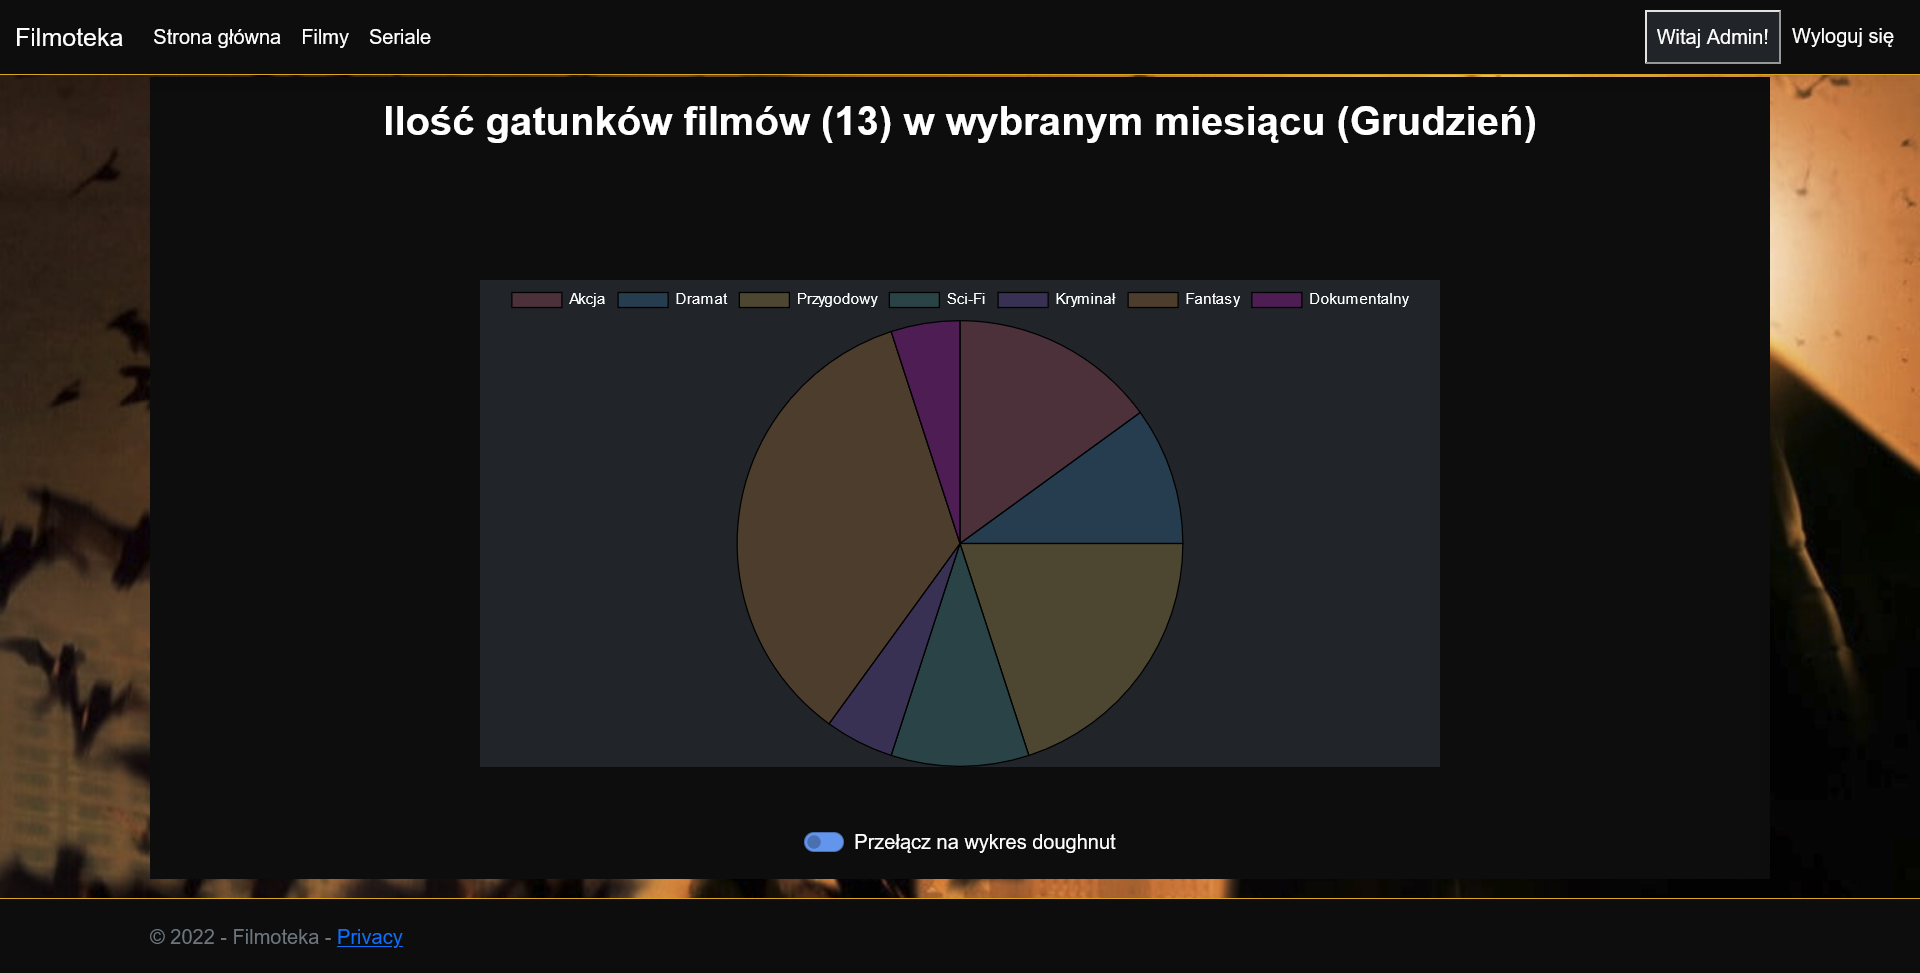 Filmoteka Strona główna Filmy Seriale Witaj Admin! Wyloguj się
Ilość gatunków filmów (13) w wybranym miesiącu (Grudzień)
Akcja Dramat Przygodowy Sci-Fi Kryminał Fantasy Dokumentalny
Przełącz na wykres doughnut
© 2022 - Filmoteka - Privacy